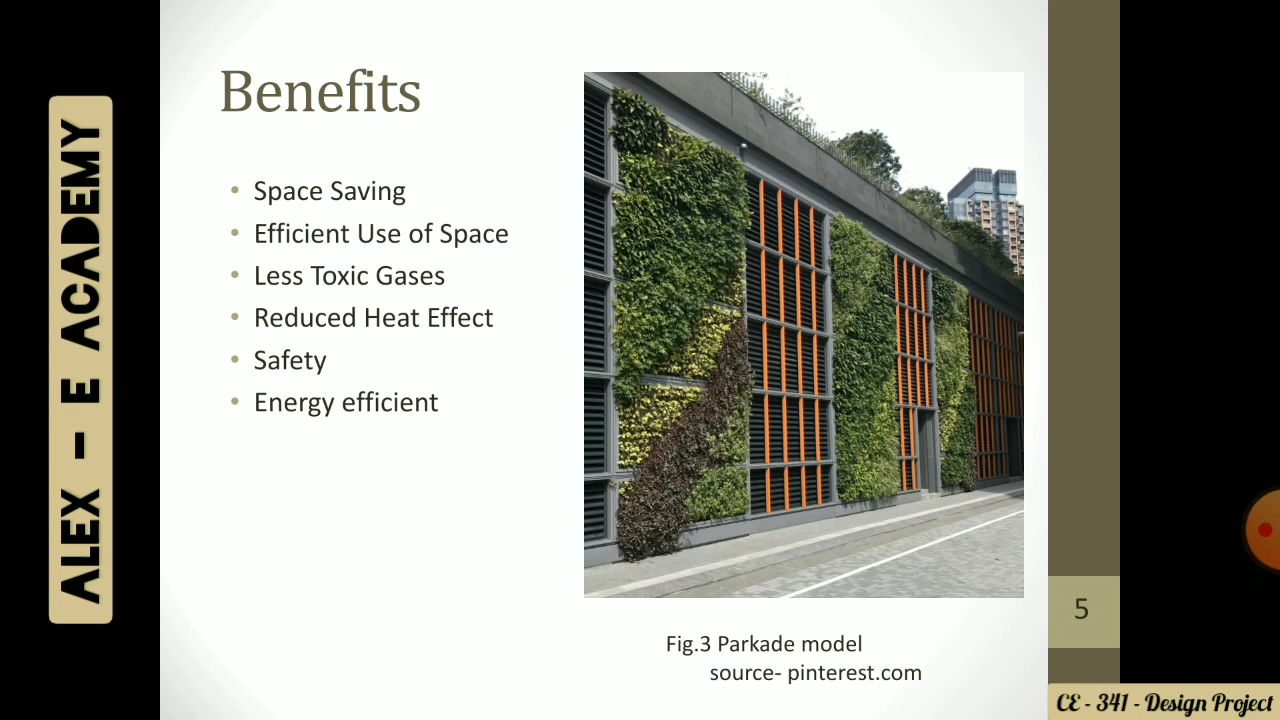 ALEX - E ACADEMY
Benefits
• Space Saving
• Efficient Use of Space
• Less Toxic Gases
• Reduced Heat Effect
• Safety
• Energy efficient
Fig.3 Parkade model
source- pinterest.com
5
CE - 341 - Design Project